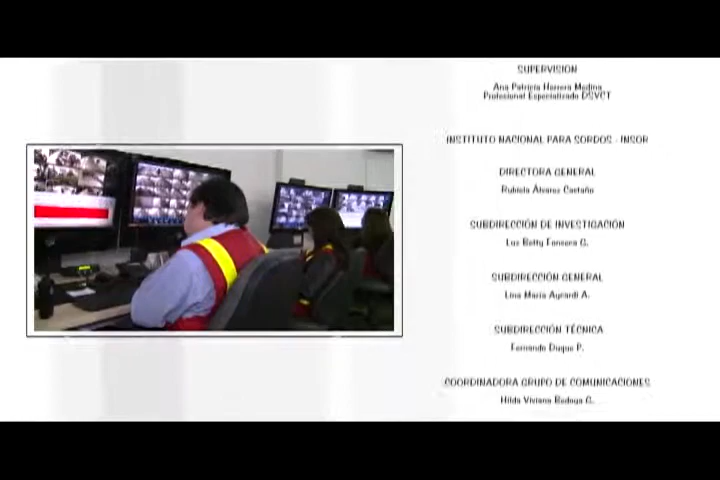 SUPERVISION
Ana Patricia Herrera Medina
Profesional Especializado DSVCT
INSTITUTO NACIONAL PARA SORDOS - INSOR
DIRECTORA GENERAL
Rubiela Álvarez Castaño
SUBDIRECCIÓN DE INVESTIGACIÓN
Luz Betty Fonseca G.
SUBDIRECCIÓN GENERAL
Lina María A.
SUBDIRECCIÓN TÉCNICA
Fernando Duque P.
COORDINADORA GRUPO DE COMUNICACIONES
Hilda Viviana Bedoya G.